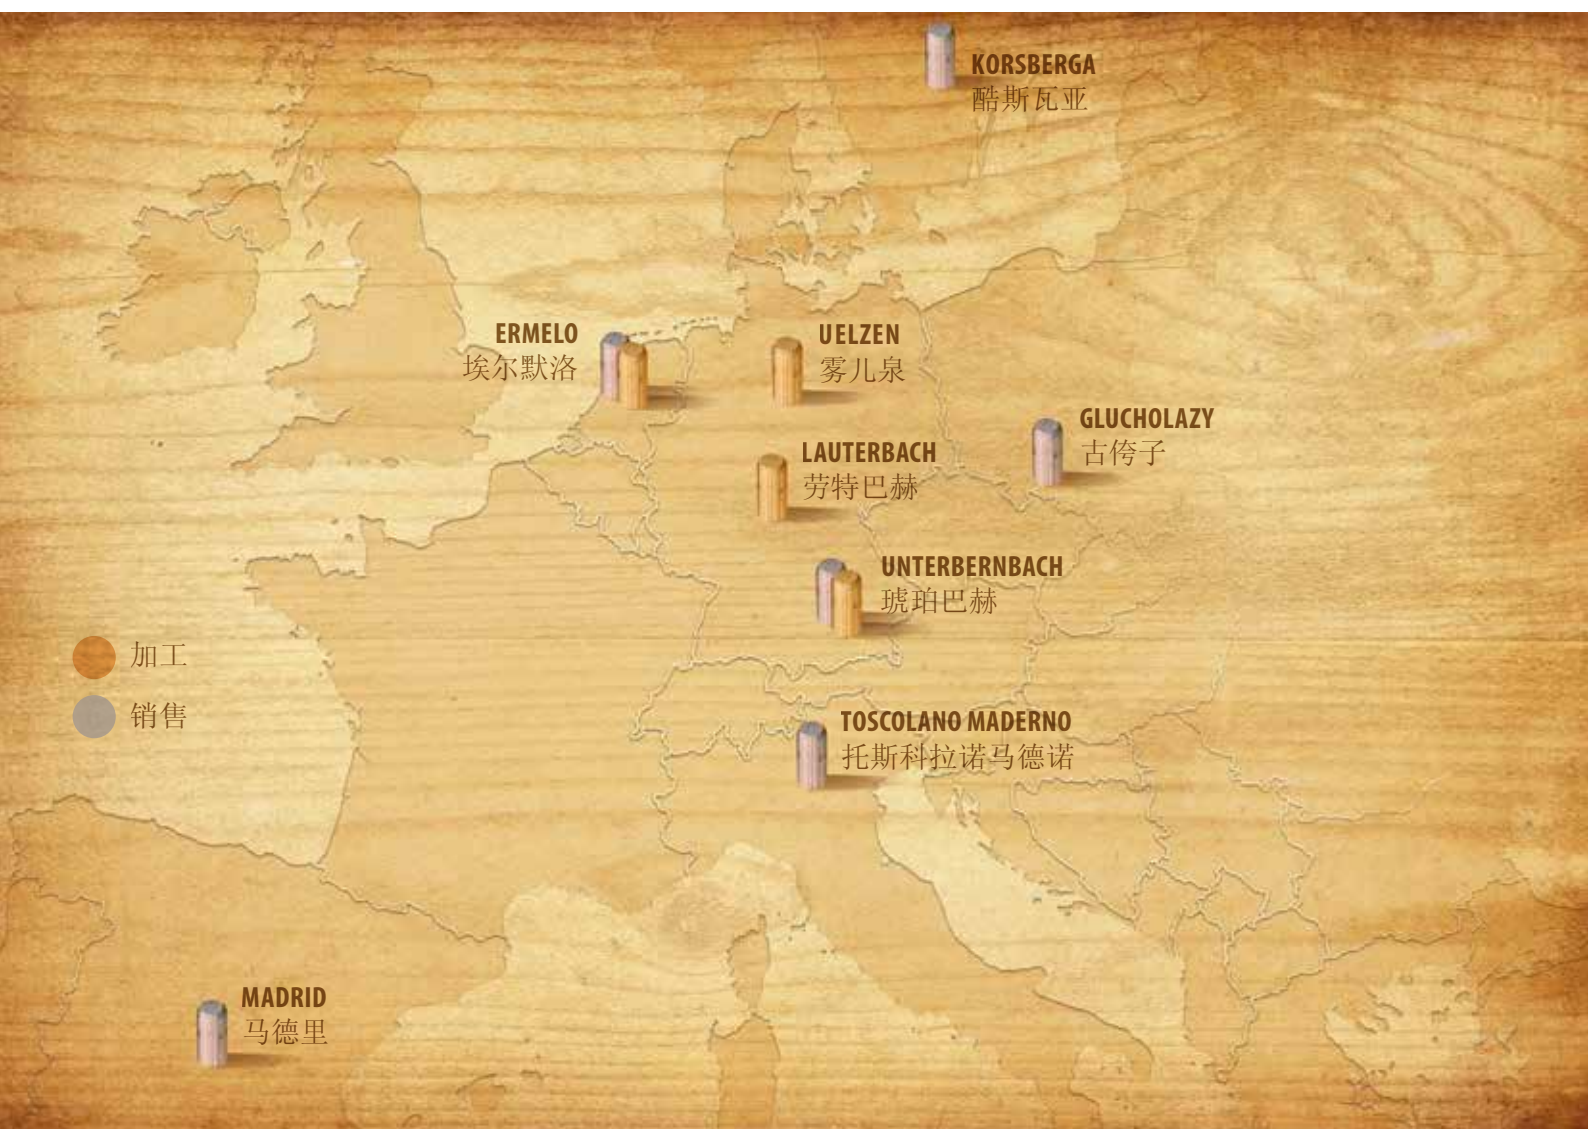 KORSBERGA
酷斯瓦亚
ERMELO
埃尔默洛
UELZEN
雾儿泉
GLUCHOLAZY
古侉子
LAUTERBACH
劳特巴赫
UNTERBERNBACH
琥珀巴赫
加工
销售
TOSCOLANO MADERNO
托斯科拉诺马德诺
MADRID
马德里